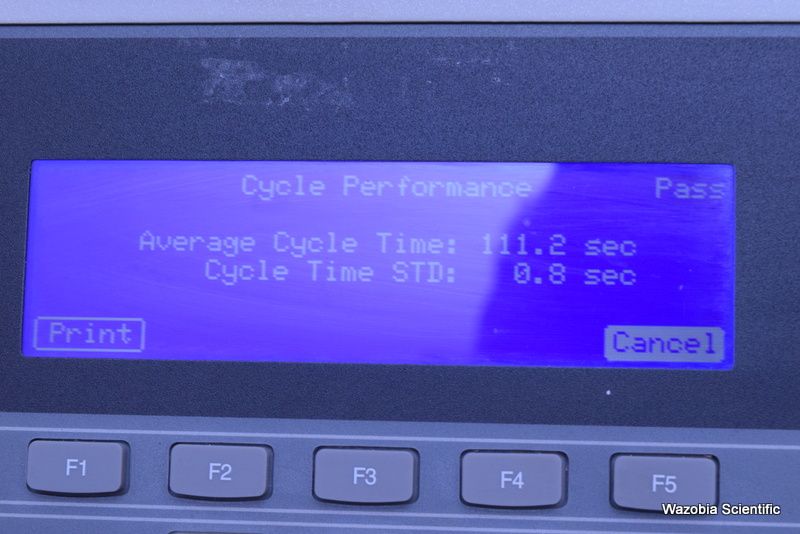 Cycle Performance Pass
Average Cycle Time: 111.2 sec
Cycle Time STD: 0.8 sec
Print Cancel
F1 F2 F3 F4 F5
Wazobia Scientific